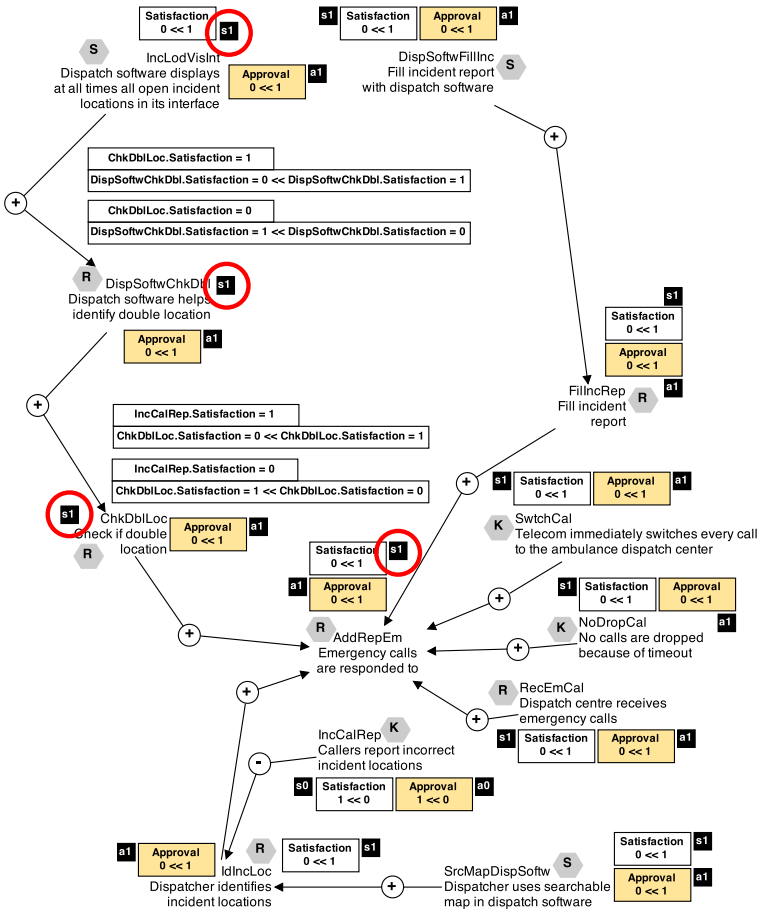 Satisfaction
0 << 1
s1
S
IncLodVisInt
Dispatch software displays
at all times all open incident
locations in its interface
Approval
0 << 1
a1
s1
Satisfaction
0 << 1
Approval
0 << 1
a1
DispSoftwFillInc
Fill incident report
with dispatch software
S
+
ChkDblLoc.Satisfaction = 1
DispSoftwChkDbl.Satisfaction = 0 << DispSoftwChkDbl.Satisfaction = 1
ChkDblLoc.Satisfaction = 0
DispSoftwChkDbl.Satisfaction = 1 << DispSoftwChkDbl.Satisfaction = 0
+
R
DispSoftwChkDbl
s1
Dispatch software helps
identify double location
Approval
0 << 1
a1
s1
Satisfaction
0 << 1
Approval
0 << 1
a1
FillIncRep
Fill incident
report
R
+
IncCalRep.Satisfaction = 1
ChkDblLoc.Satisfaction = 0 << ChkDblLoc.Satisfaction = 1
IncCalRep.Satisfaction = 0
ChkDblLoc.Satisfaction = 1 << ChkDblLoc.Satisfaction = 0
s1
ChkDblLoc
Check if double
location
R
Approval
0 << 1
a1
+
s1
Satisfaction
0 << 1
Approval
0 << 1
a1
K
SwtchCal
Telecom immediately switches every call
to the ambulance dispatch center
Satisfaction
0 << 1
s1
a1
Approval
0 << 1
R
AddRepEm
Emergency calls
are responded to
+
s1
Satisfaction
0 << 1
Approval
0 << 1
a1
K
NoDropCal
No calls are dropped
because of timeout
+
+
R
RecEmCal
Dispatch centre receives
emergency calls
+
s1
Satisfaction
0 << 1
Approval
0 << 1
a1
+
IncCalRep
K
Callers report incorrect
incident locations
-
s0
Satisfaction
1 << 0
Approval
1 << 0
a0
a1
Approval
0 << 1
R
Satisfaction
0 << 1
s1
IdIncLoc
Dispatcher identifies
incident locations
+
SrcMapDispSoftw
S
Dispatcher uses searchable
map in dispatch software
Satisfaction
0 << 1
s1
Approval
0 << 1
a1